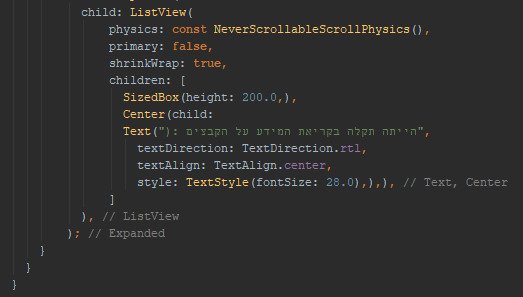 child: ListView(
physics: const NeverScrollableScrollPhysics(),
primary: false,
shrinkWrap: true,
children: [
SizedBox(height: 200.0,),
Center(child:
Text("): הייתה תקלה בקריאת המידע על הקבצים",
textDirection: TextDirection.rtl,
textAlign: TextAlign.center,
style: TextStyle(fontSize: 28.0),),), // Text, Center
]
), // ListView
); // Expanded
}
}
}